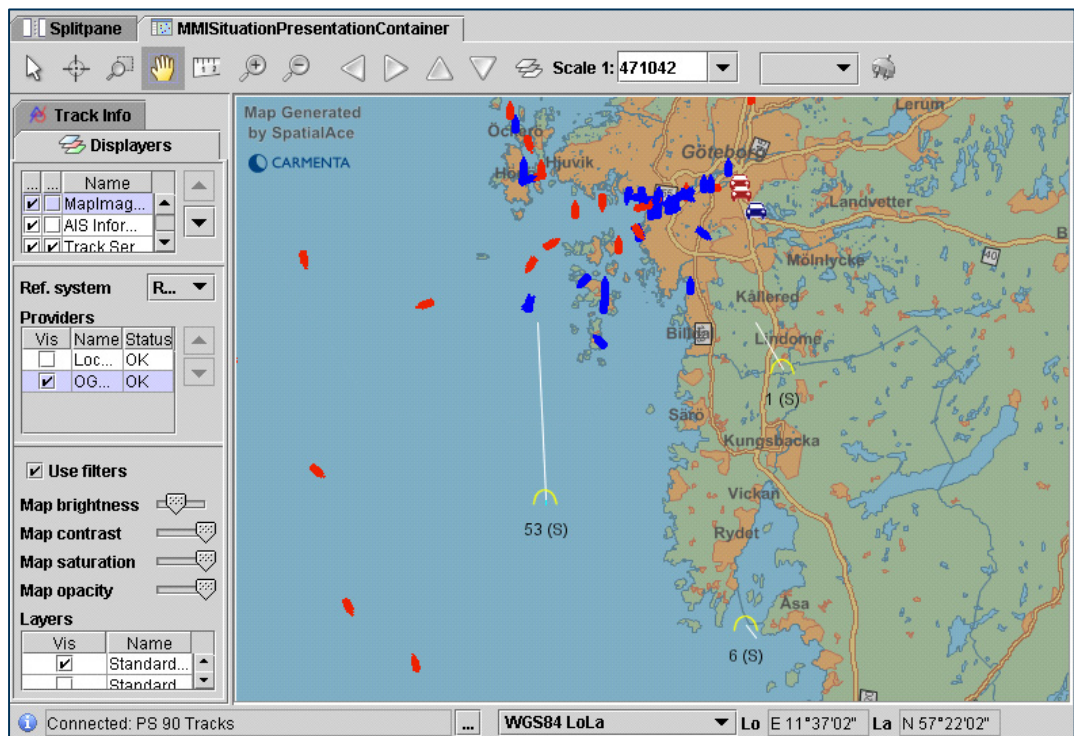 Splitpane
MMISituationPresentationContainer
Scale 1: 471042
Track Info
Displayers
... ... Name
MapImag...
AIS Infor...
Track Ser
Ref. system R...
Providers
Vis Name Status
Loc... OK
OG... OK
Use filters
Map brightness
Map contrast
Map saturation
Map opacity
Layers
Vis Name
Standard...
Standard
Map Generated
by SpatialAce
CARMENTA
Öckerö
Hjuvik
Göteborg
Lerum
Landvetter
Mölnlycke
40
Kållered
Billdal
Lindome
1 (S)
Särö
Kungsbacka
Vickan
53 (S)
Rydet
Åsa
6 (S)
Connected: PS 90 Tracks
...
WGS84 LoLa
Lo E 11°37'02" La N 57°22'02"